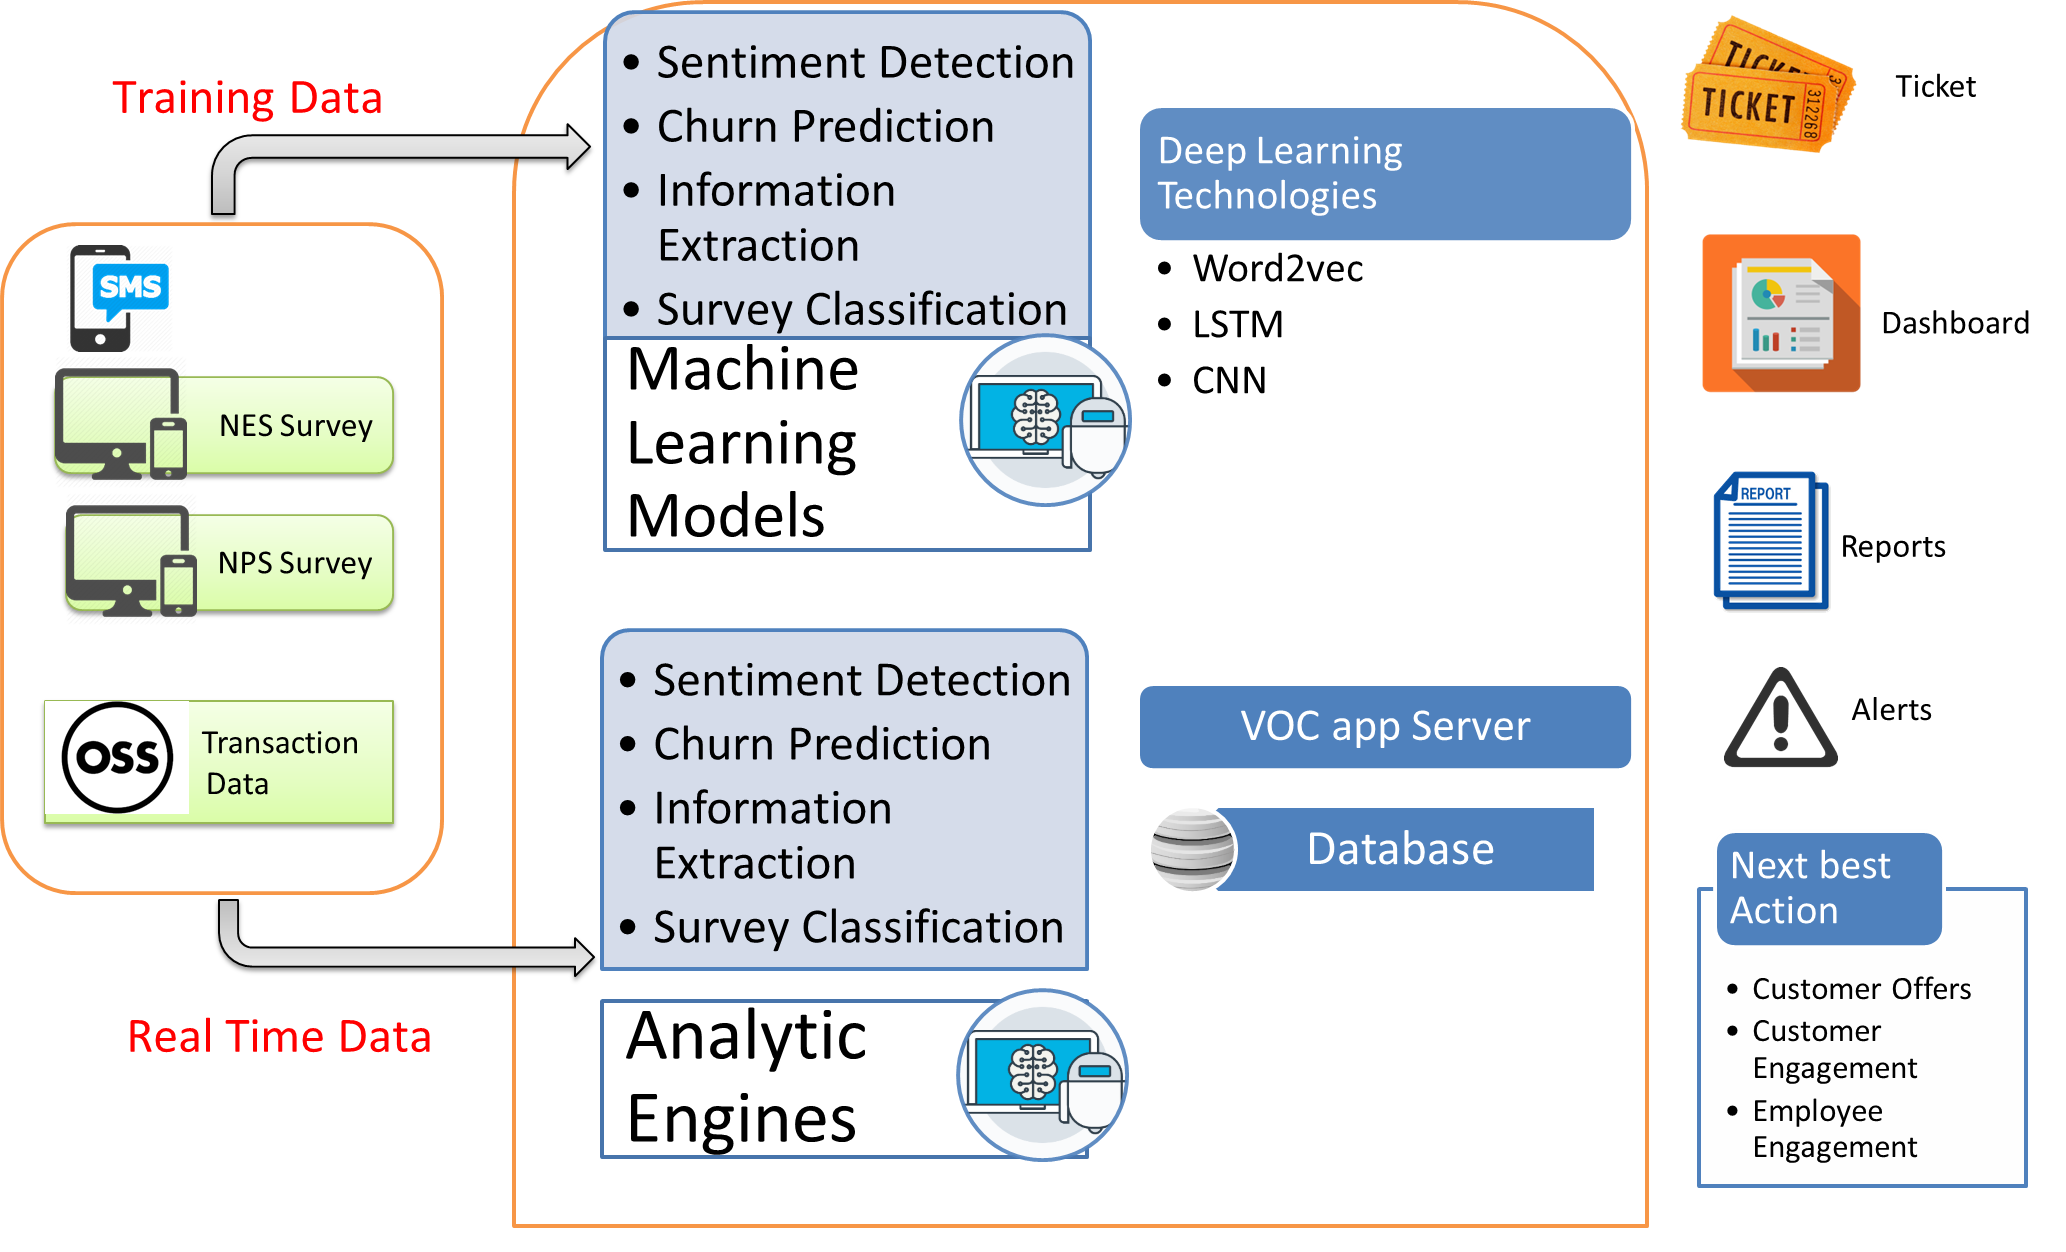 Training Data
SMS
NES Survey
NPS Survey
OSS
Transaction
Data
Real Time Data
• Sentiment Detection
• Churn Prediction
• Information
Extraction
• Survey Classification
Machine
Learning
Models
• Sentiment Detection
• Churn Prediction
• Information
Extraction
• Survey Classification
Analytic
Engines
Deep Learning
Technologies
• Word2vec
• LSTM
• CNN
VOC app Server
Database
TICKET
TICKET
312268
Ticket
Dashboard
REPORT
Reports
Alerts
Next best
Action
• Customer Offers
• Customer
Engagement
• Employee
Engagement